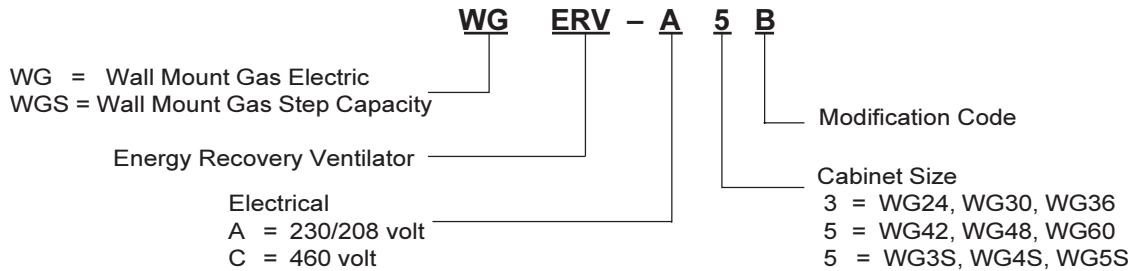 WG ERV – A 5 B
WG = Wall Mount Gas Electric
WGS = Wall Mount Gas Step Capacity
Modification Code
Energy Recovery Ventilator
Cabinet Size
3 = WG24, WG30, WG36
5 = WG42, WG48, WG60
5 = WG3S, WG4S, WG5S
Electrical
A = 230/208 volt
C = 460 volt